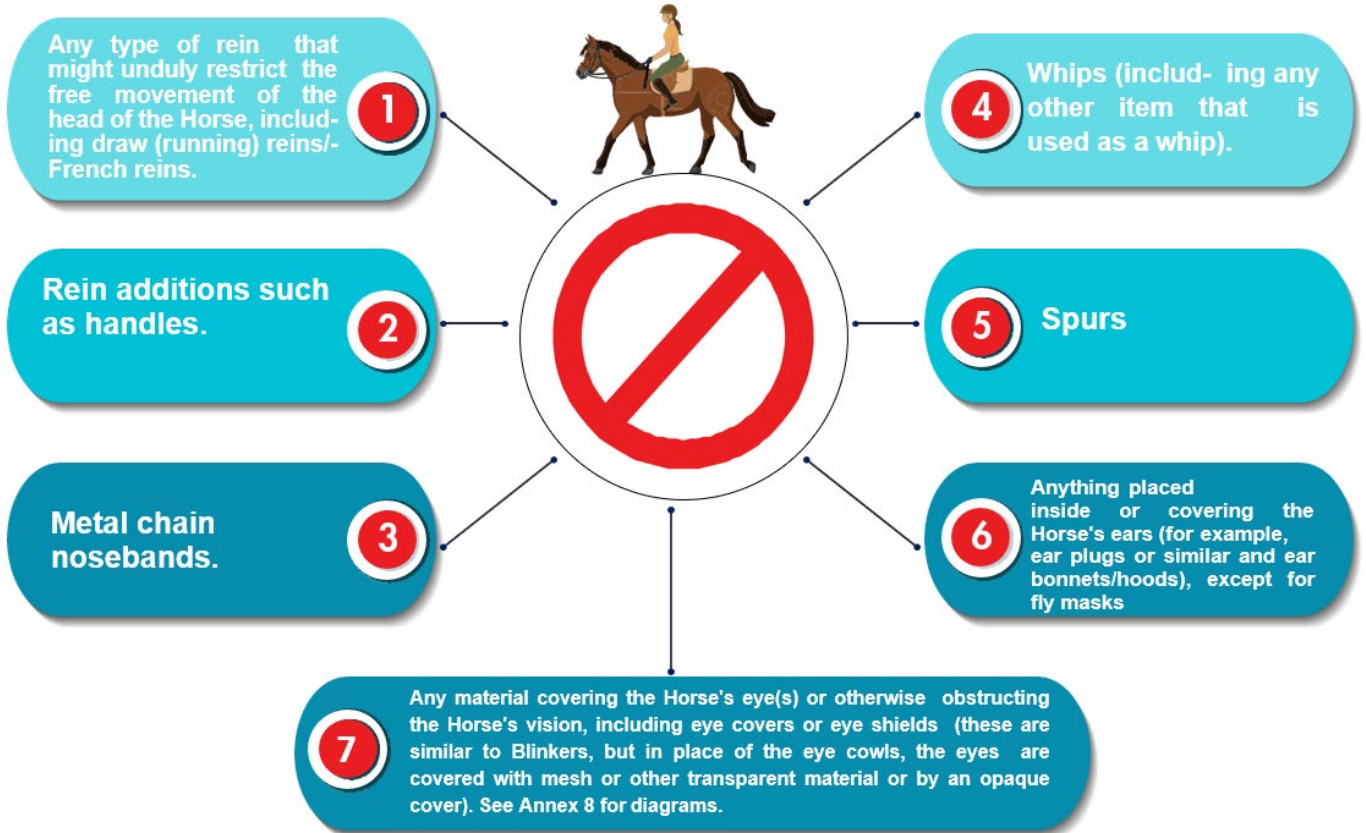 Any type of rein that
might unduly restrict the
free movement of the
head of the Horse, includ-
ing draw (running) reins/-
French reins.
1
Rein additions such
as handles.
2
Metal chain
nosebands.
3
4
Whips (includ- ing any
other item that is
used as a whip).
5
Spurs
6
Anything placed
inside or covering the
Horse's ears (for example,
ear plugs or similar and ear
bonnets/hoods), except for
fly masks
7
Any material covering the Horse's eye(s) or otherwise obstructing
the Horse's vision, including eye covers or eye shields (these are
similar to Blinkers, but in place of the eye cowls, the eyes are
covered with mesh or other transparent material or by an opaque
cover). See Annex 8 for diagrams.